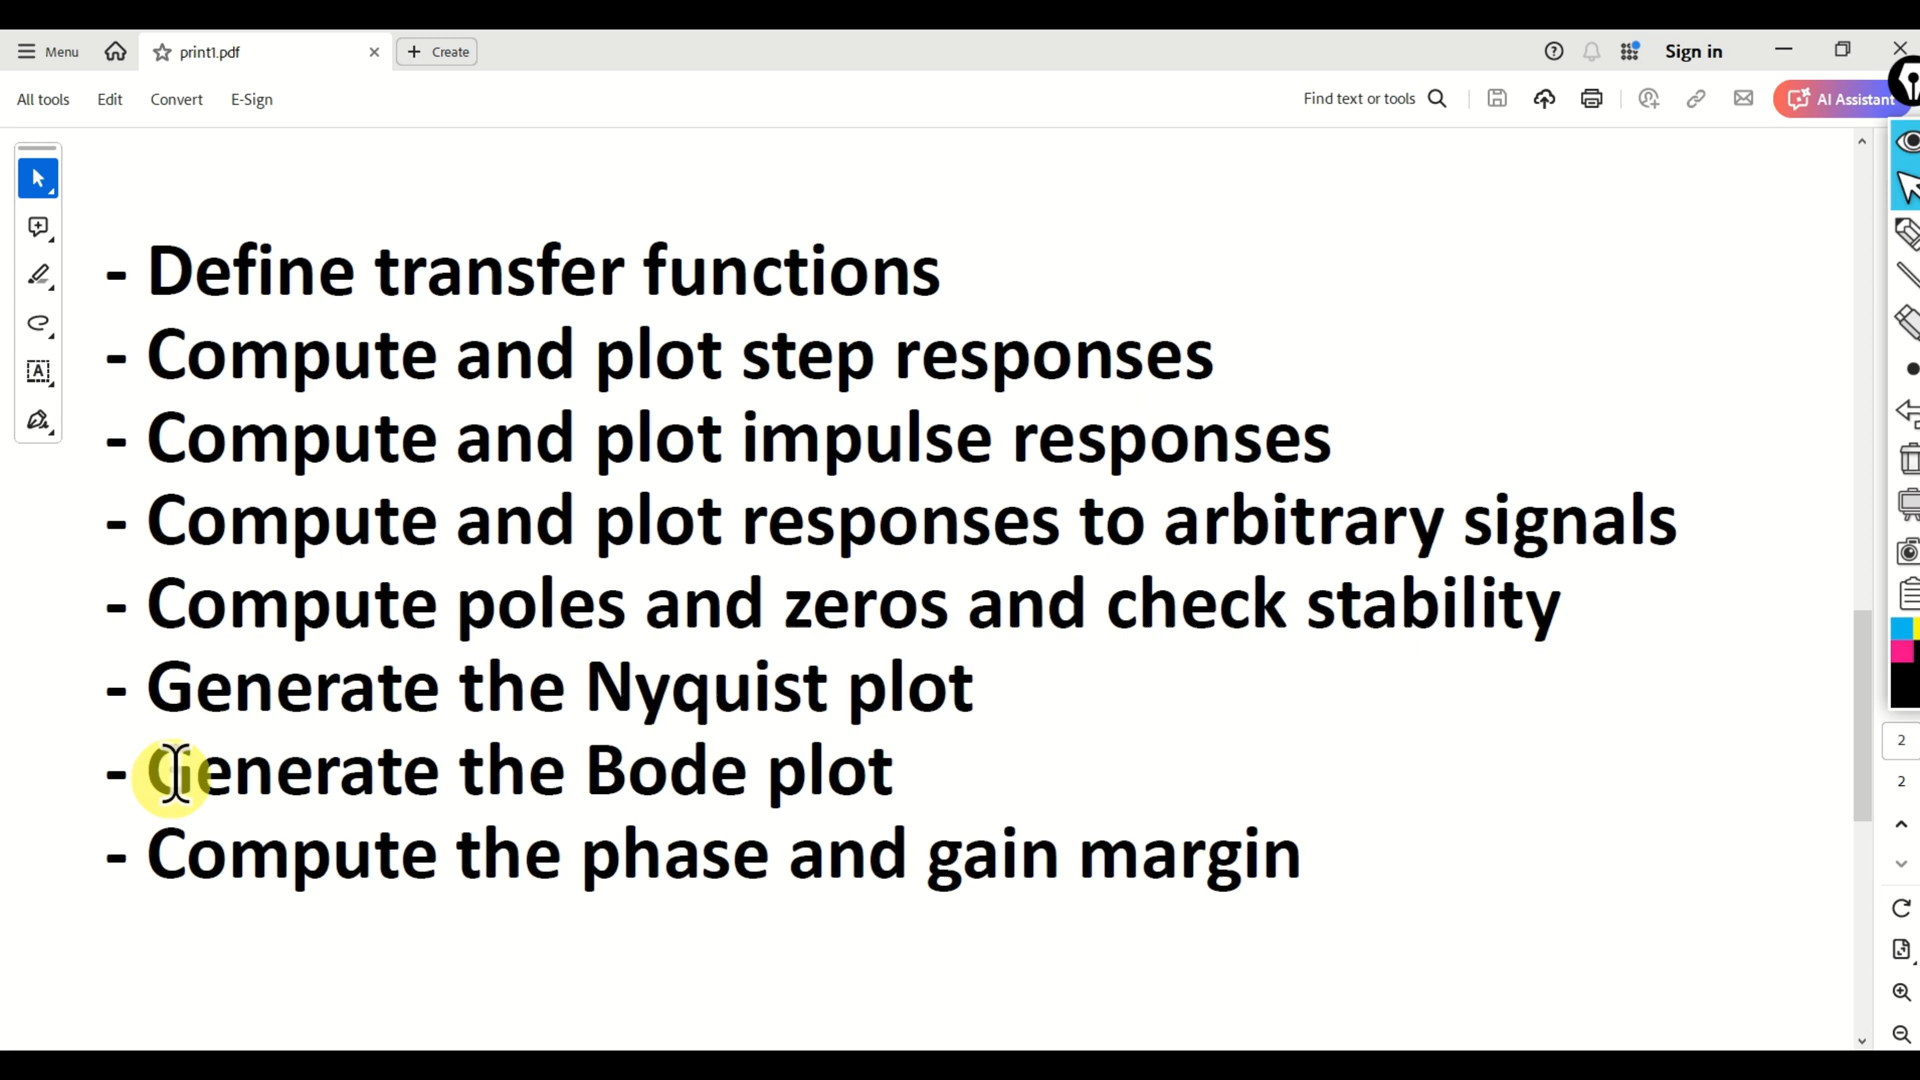 Menu print1.pdf Create Sign in
All tools Edit Convert E-Sign Find text or tools AI Assistant
- Define transfer functions
- Compute and plot step responses
- Compute and plot impulse responses
- Compute and plot responses to arbitrary signals
- Compute poles and zeros and check stability
- Generate the Nyquist plot
- Generate the Bode plot
- Compute the phase and gain margin
2
2